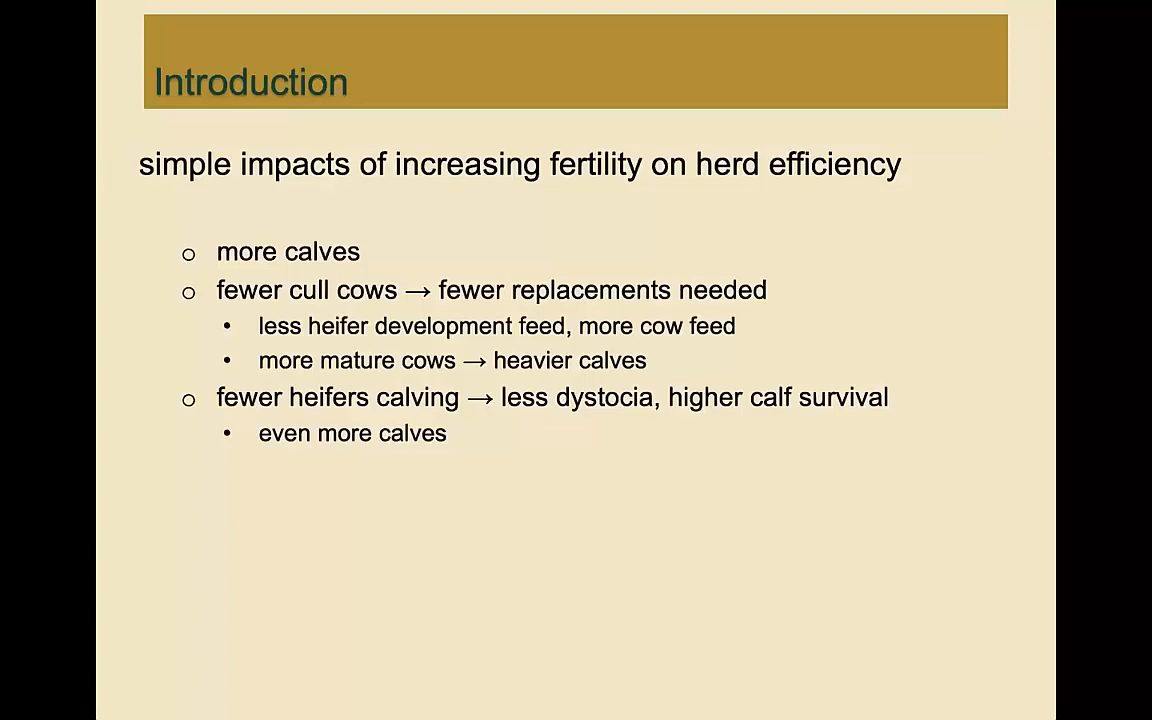 Introduction
simple impacts of increasing fertility on herd efficiency
o more calves
o fewer cull cows → fewer replacements needed
• less heifer development feed, more cow feed
• more mature cows → heavier calves
o fewer heifers calving → less dystocia, higher calf survival
• even more calves